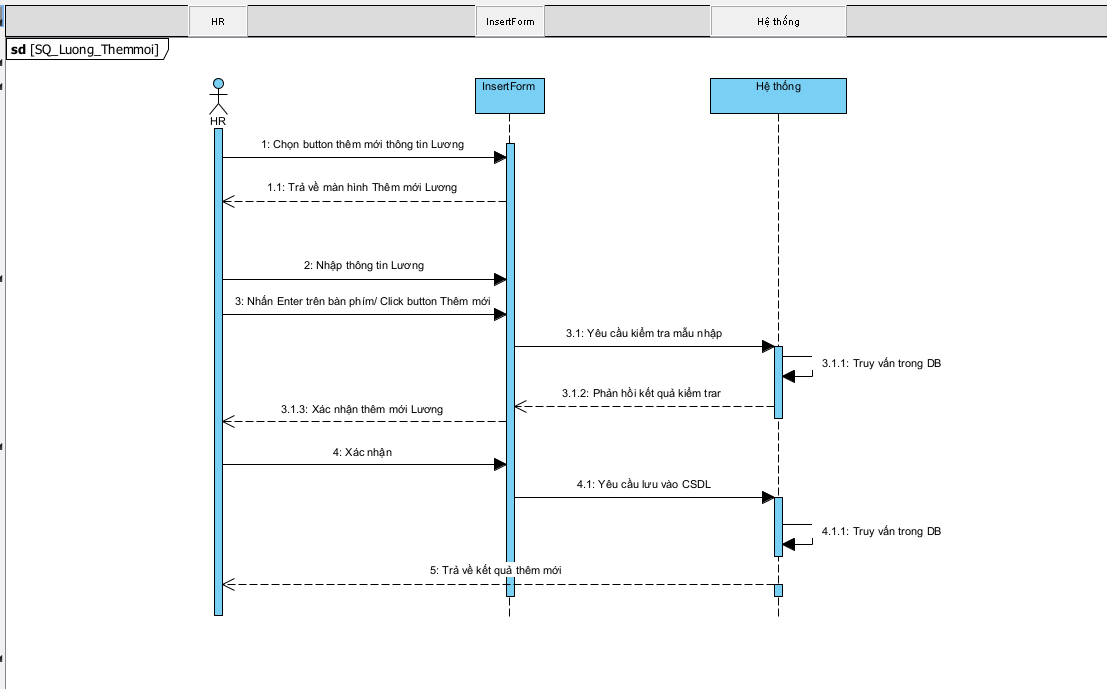 HR
InsertForm
Hệ thống
sd [SQ_Luong_Themmoi]
InsertForm
Hệ thống
HR
1: Chọn button thêm mới thông tin Lương
1.1: Trả về màn hình Thêm mới Lương
2: Nhập thông tin Lương
3: Nhấn Enter trên bàn phím/ Click button Thêm mới
3.1: Yêu cầu kiểm tra mẫu nhập
3.1.1: Truy vấn trong DB
3.1.2: Phản hồi kết quả kiểm trar
3.1.3: Xác nhận thêm mới Lương
4: Xác nhận
4.1: Yêu cầu lưu vào CSDL
4.1.1: Truy vấn trong DB
5: Trả về kết quả thêm mới